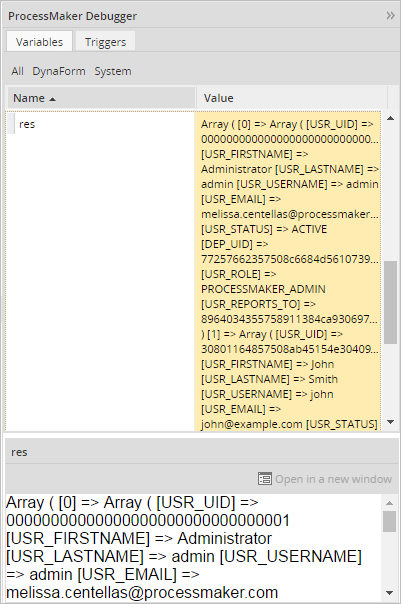 ProcessMaker Debugger
Variables Triggers
All DynaForm System
Name Value
res
Array ( [0] => Array ( [USR_UID] =>
00000000000000000000000000...
[USR_FIRSTNAME] =>
Administrator [USR_LASTNAME] =>
admin [USR_USERNAME] => admin
[USR_EMAIL] =>
melissa.centellas@processmaker...
[USR_STATUS] => ACTIVE
[DEP_UID] =>
77257662357508c6684d5610739...
[USR_ROLE] =>
PROCESSMAKER_ADMIN
[USR_REPORTS_TO] =>
8964034355758911384ca930697...
) [1] => Array ( [USR_UID] =>
30801164857508ab45154e30409...
[USR_FIRSTNAME] => John
[USR_LASTNAME] => Smith
[USR_USERNAME] => john
[USR_EMAIL] =>
john@example.com [USR_STATUS]
res
Open in a new window
Array ( [0] => Array ( [USR_UID] =>
00000000000000000000000000000001
[USR_FIRSTNAME] => Administrator
[USR_LASTNAME] => admin [USR_USERNAME]
=> admin [USR_EMAIL] =>
melissa.centellas@processmaker.com